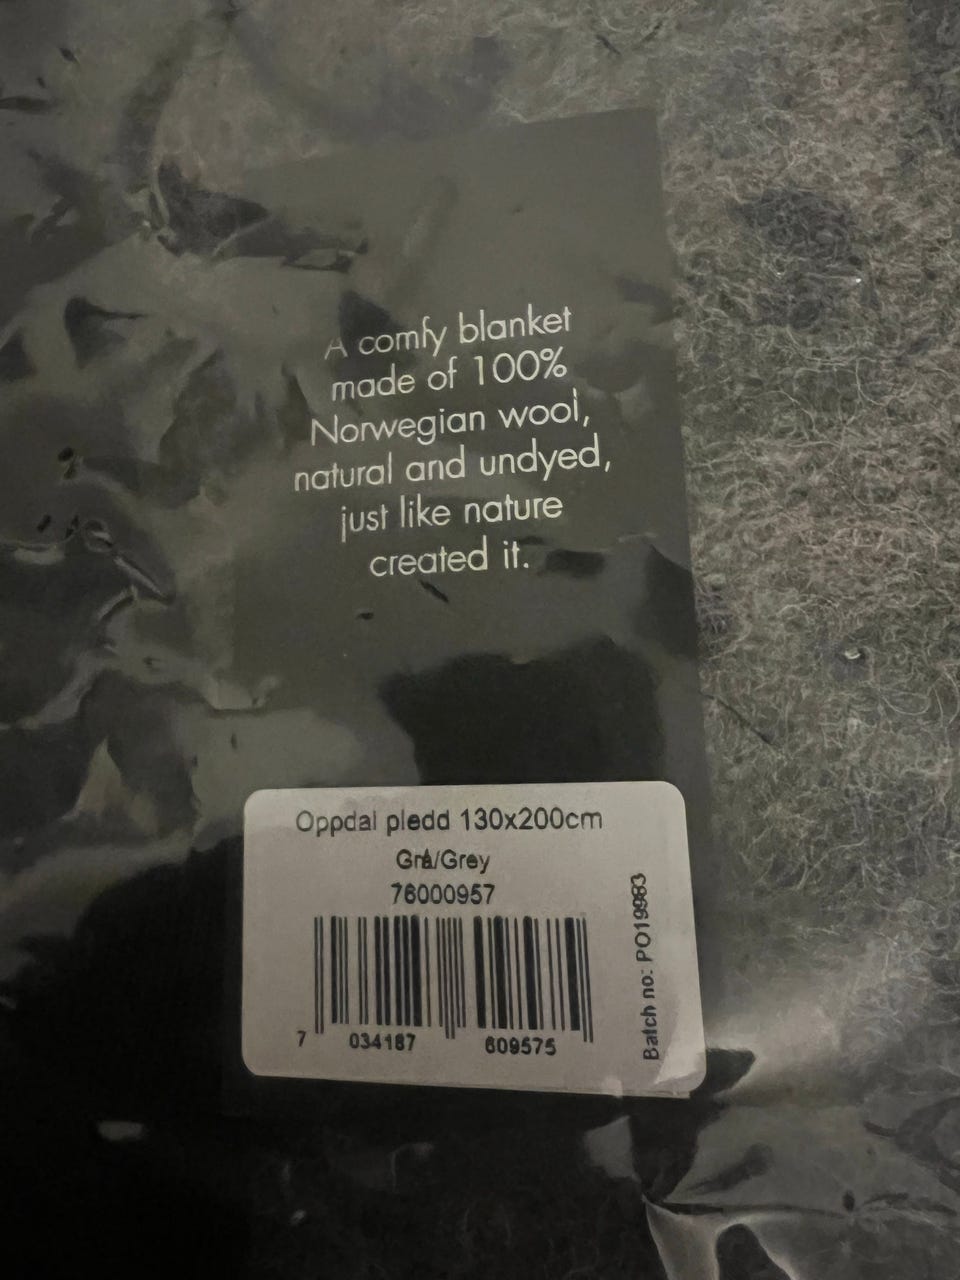 A comfy blanket
made of 100%
Norwegian wool,
natural and undyed,
just like nature
created it.
Oppdal pledd 130x200cm
Grå/Grey
76000957
7 034187 609575
Batch no: PO19983